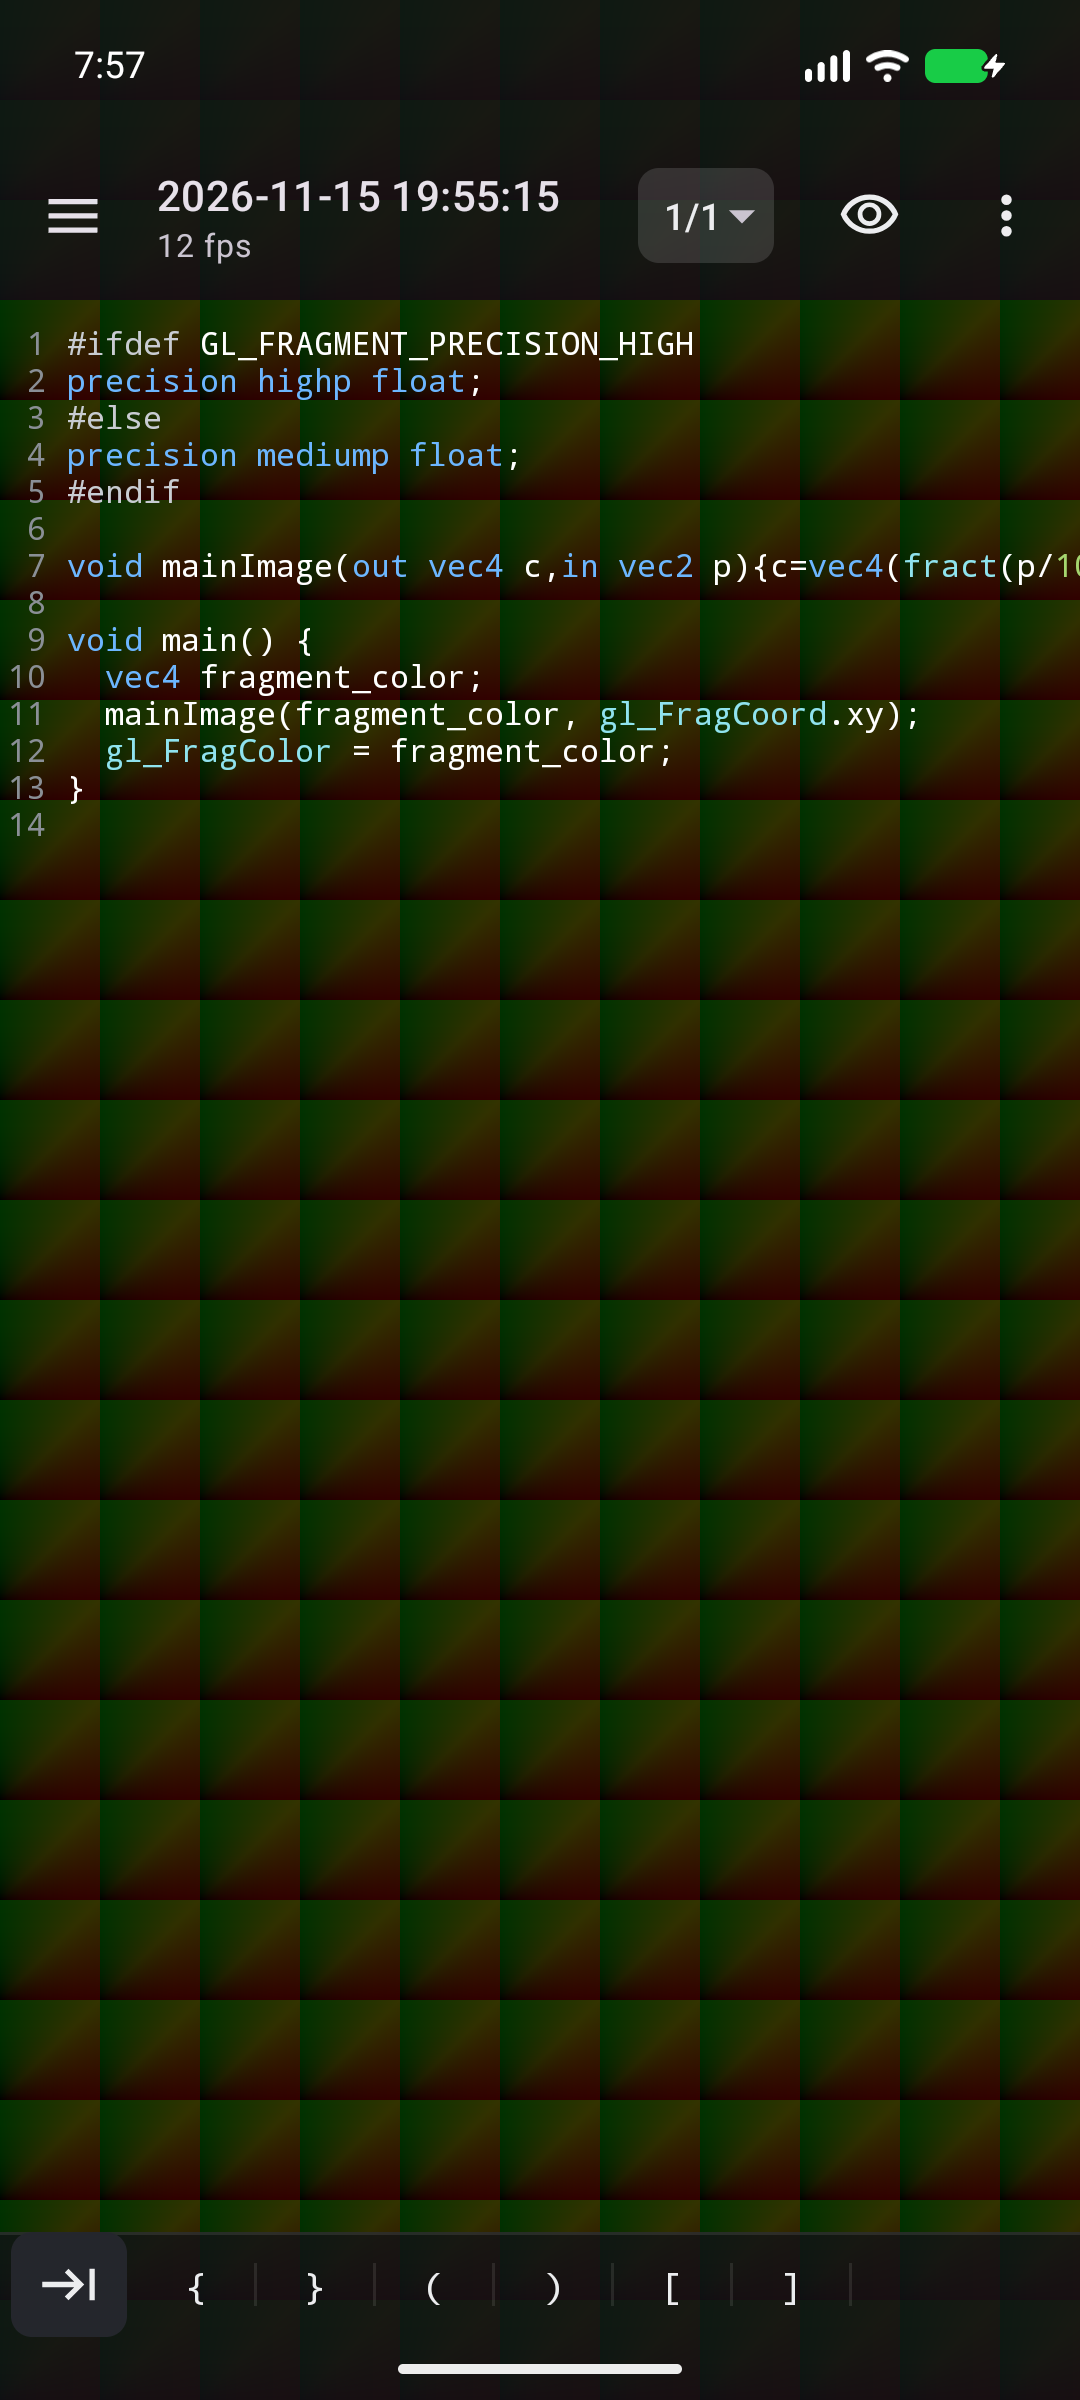 7:57
2026-11-15 19:55:15
12 fps
1/1
1 #ifdef GL_FRAGMENT_PRECISION_HIGH
2 precision highp float;
3 #else
4 precision mediump float;
5 #endif
6
7 void mainImage(out vec4 c,in vec2 p){c=vec4(fract(p/10
8
9 void main() {
10   vec4 fragment_color;
11   mainImage(fragment_color, gl_FragCoord.xy);
12   gl_FragColor = fragment_color;
13 }
14
{ } ( ) [ ]